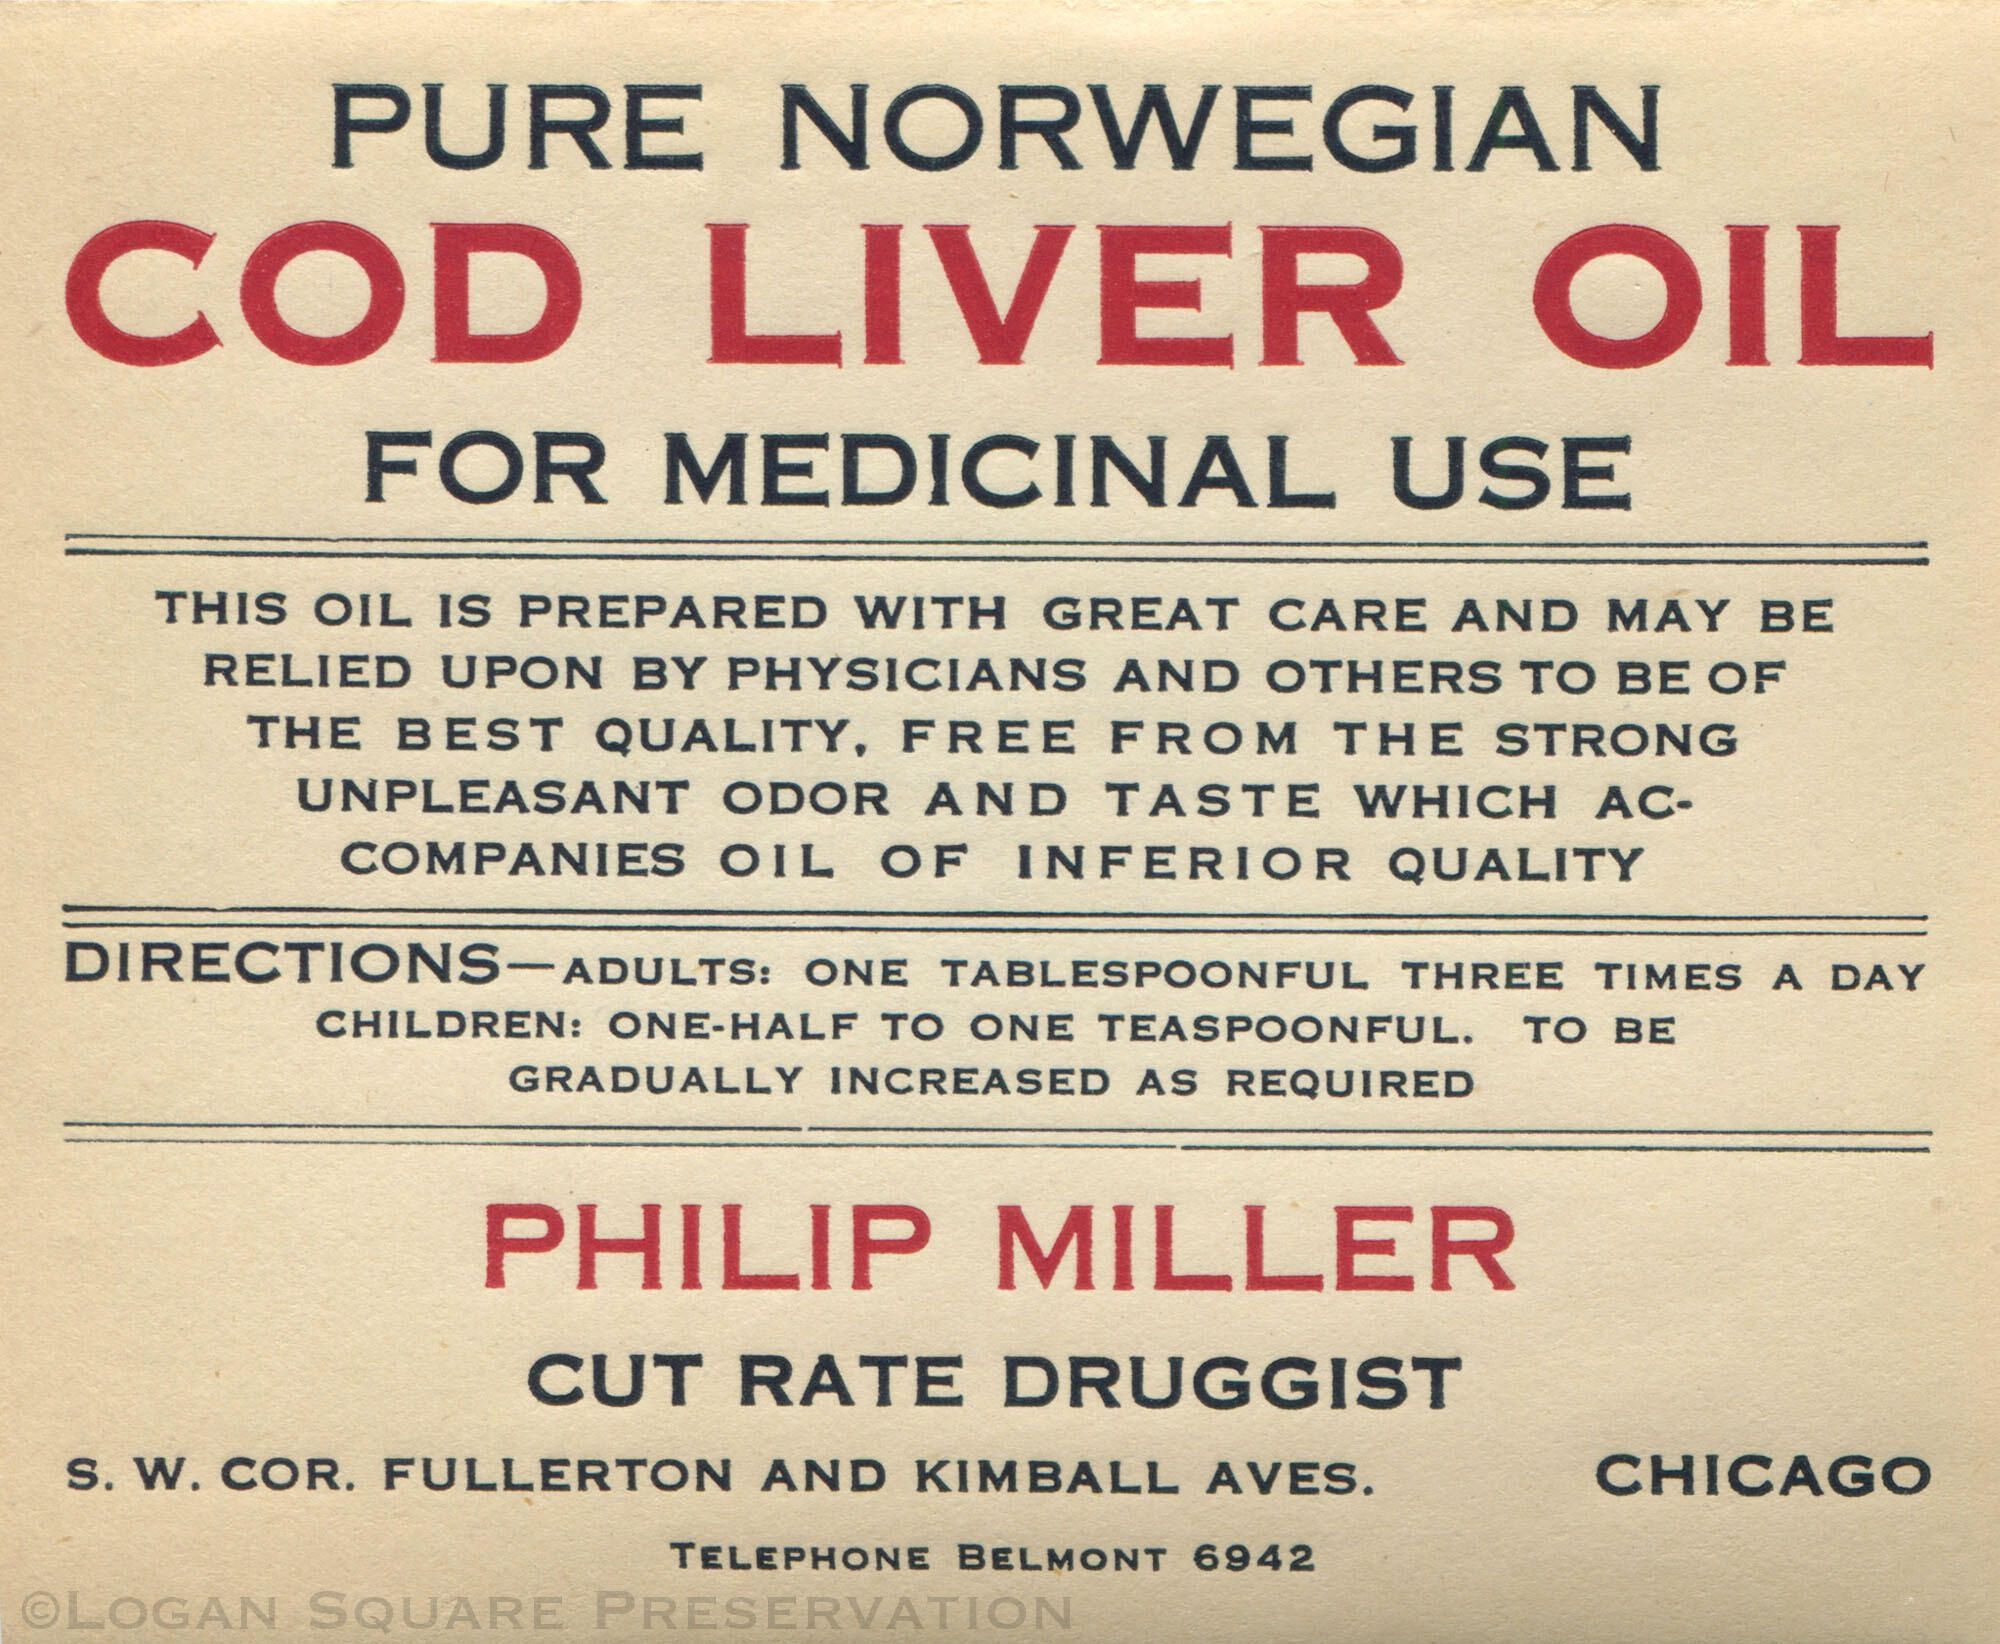 PURE NORWEGIAN
COD LIVER OIL
FOR MEDICINAL USE
THIS OIL IS PREPARED WITH GREAT CARE AND MAY BE
RELIED UPON BY PHYSICIANS AND OTHERS TO BE OF
THE BEST QUALITY, FREE FROM THE STRONG
UNPLEASANT ODOR AND TASTE WHICH AC-
COMPANIES OIL OF INFERIOR QUALITY
DIRECTIONS—ADULTS: ONE TABLESPOONFUL THREE TIMES A DAY
CHILDREN: ONE-HALF TO ONE TEASPOONFUL. TO BE
GRADUALLY INCREASED AS REQUIRED
PHILIP MILLER
CUT RATE DRUGGIST
S. W. COR. FULLERTON AND KIMBALL AVES. CHICAGO
TELEPHONE BELMONT 6942
©LOGAN SQUARE PRESERVATION